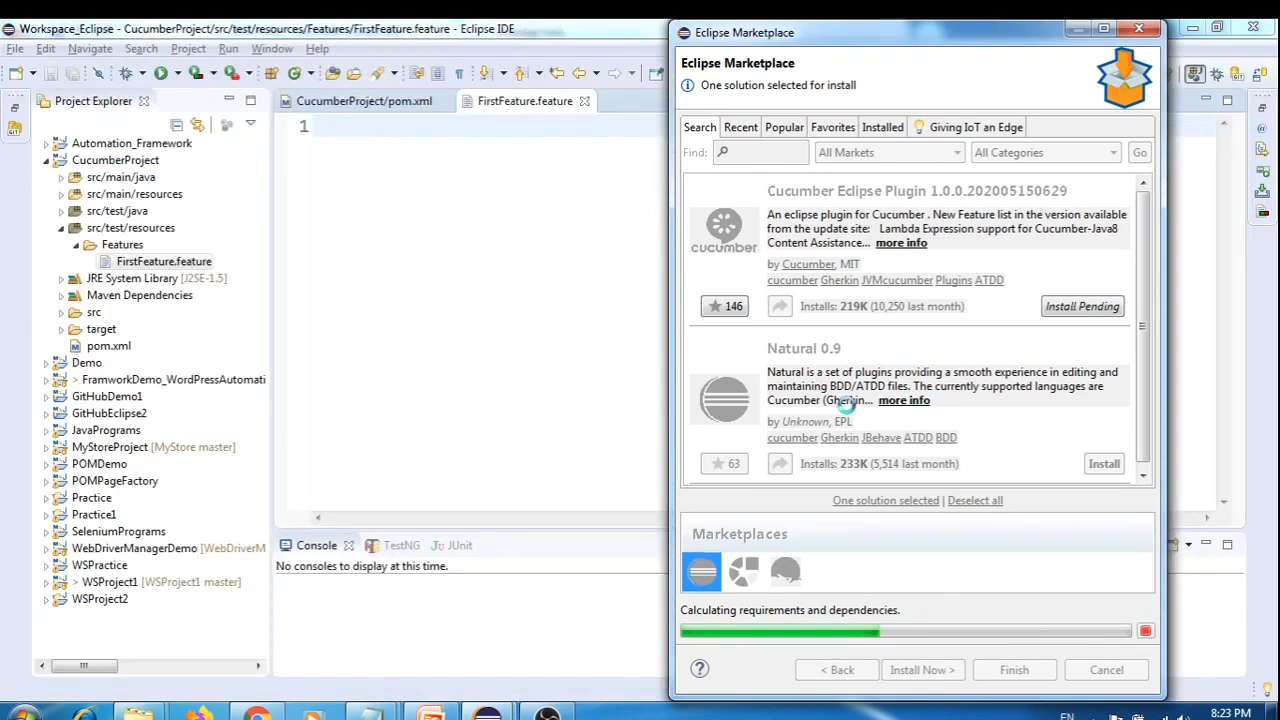 Workspace_Eclipse - CucumberProject/src/test/resources/Features/FirstFeature.feature - Eclipse IDE
File Edit Navigate Search Project Run Window Help
Project Explorer
Automation_Framework
CucumberProject
src/main/java
src/main/resources
src/test/java
src/test/resources
Features
FirstFeature.feature
JRE System Library [J2SE-1.5]
Maven Dependencies
src
target
pom.xml
Demo
> FramworkDemo_WordPressAutomati
GitHubDemo1
GitHubEclipse2
JavaPrograms
MyStoreProject [MyStore master]
POMDemo
POMPageFactory
Practice
Practice1
SeleniumPrograms
WebDriverManagerDemo [WebDriverM
WSPractice
> WSProject1 [WSProject1 master]
WSProject2
CucumberProject/pom.xml
FirstFeature.feature
1
Console
TestNG
JUnit
No consoles to display at this time.
Eclipse Marketplace
Eclipse Marketplace
One solution selected for install
Search Recent Popular Favorites Installed Giving IoT an Edge
Find: All Markets All Categories Go
Cucumber Eclipse Plugin 1.0.0.202005150629
cucumber
An eclipse plugin for Cucumber . New Feature list in the version available
from the update site: Lambda Expression support for Cucumber-Java8
Content Assistance... more info
by Cucumber, MIT
cucumber Gherkin JVMcucumber Plugins ATDD
146 Installs: 219K (10,250 last month) Install Pending
Natural 0.9
Natural is a set of plugins providing a smooth experience in editing and
maintaining BDD/ATDD files. The currently supported languages are
Cucumber (Gherkin... more info
by Unknown, EPL
cucumber Gherkin JBehave ATDD BDD
63 Installs: 233K (5,514 last month) Install
One solution selected | Deselect all
Marketplaces
Calculating requirements and dependencies.
< Back Install Now > Finish Cancel
EN
8:23 PM